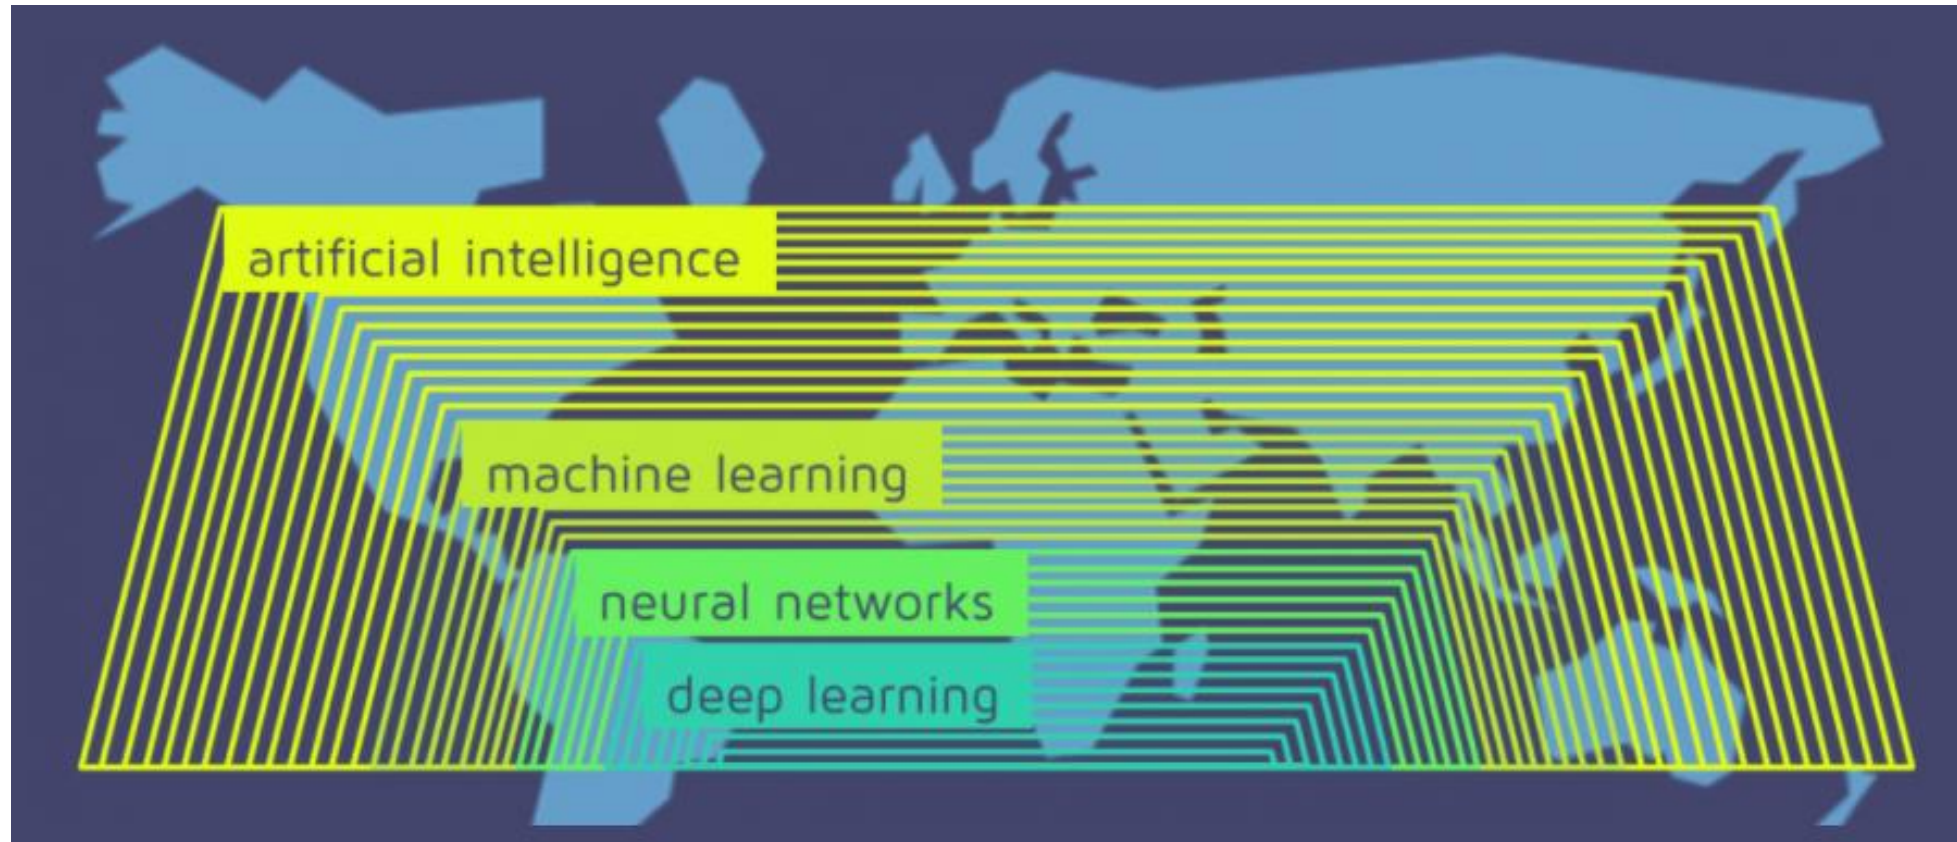 artificial intelligence
machine learning
neural networks
deep learning